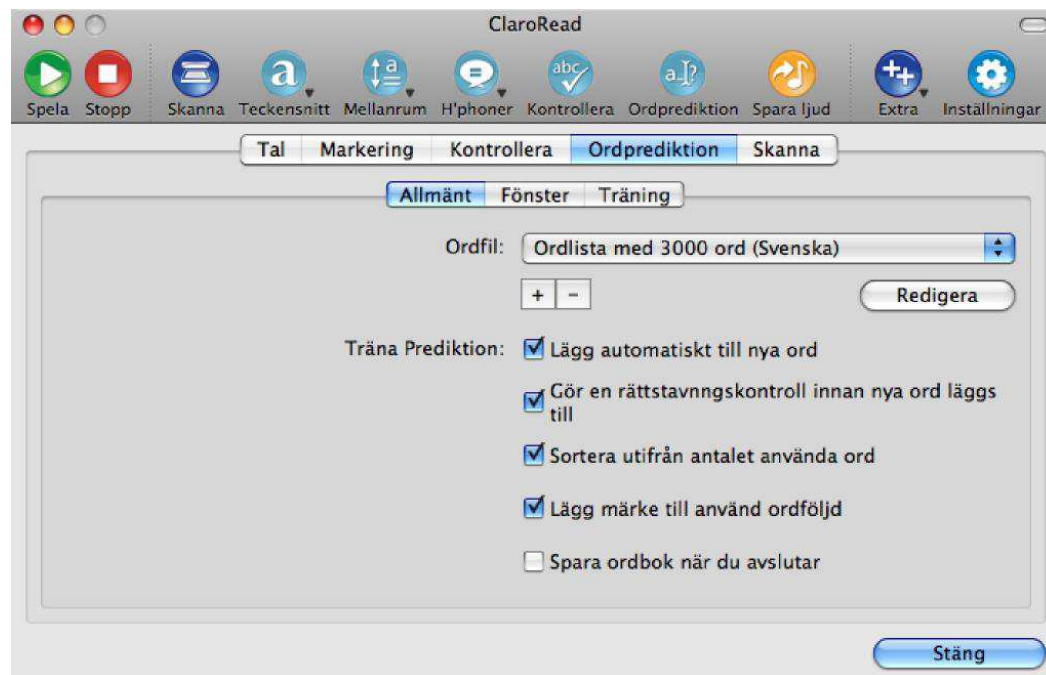 ClaroRead
Spela Stopp Skanna Teckensnitt Mellanrum H'phoner Kontrollera Ordprediktion Spara ljud Extra Inställningar
Tal Markering Kontrollera Ordprediktion Skanna
Allmänt Fönster Träning
Ordfil: Ordlista med 3000 ord (Svenska)
+ - Redigera
Träna Prediktion: Lägg automatiskt till nya ord
Gör en rättstavnngskontroll innan nya ord läggs
till
Sortera utifrån antalet använda ord
Lägg märke till använd ordföljd
Spara ordbok när du avslutar
Stäng